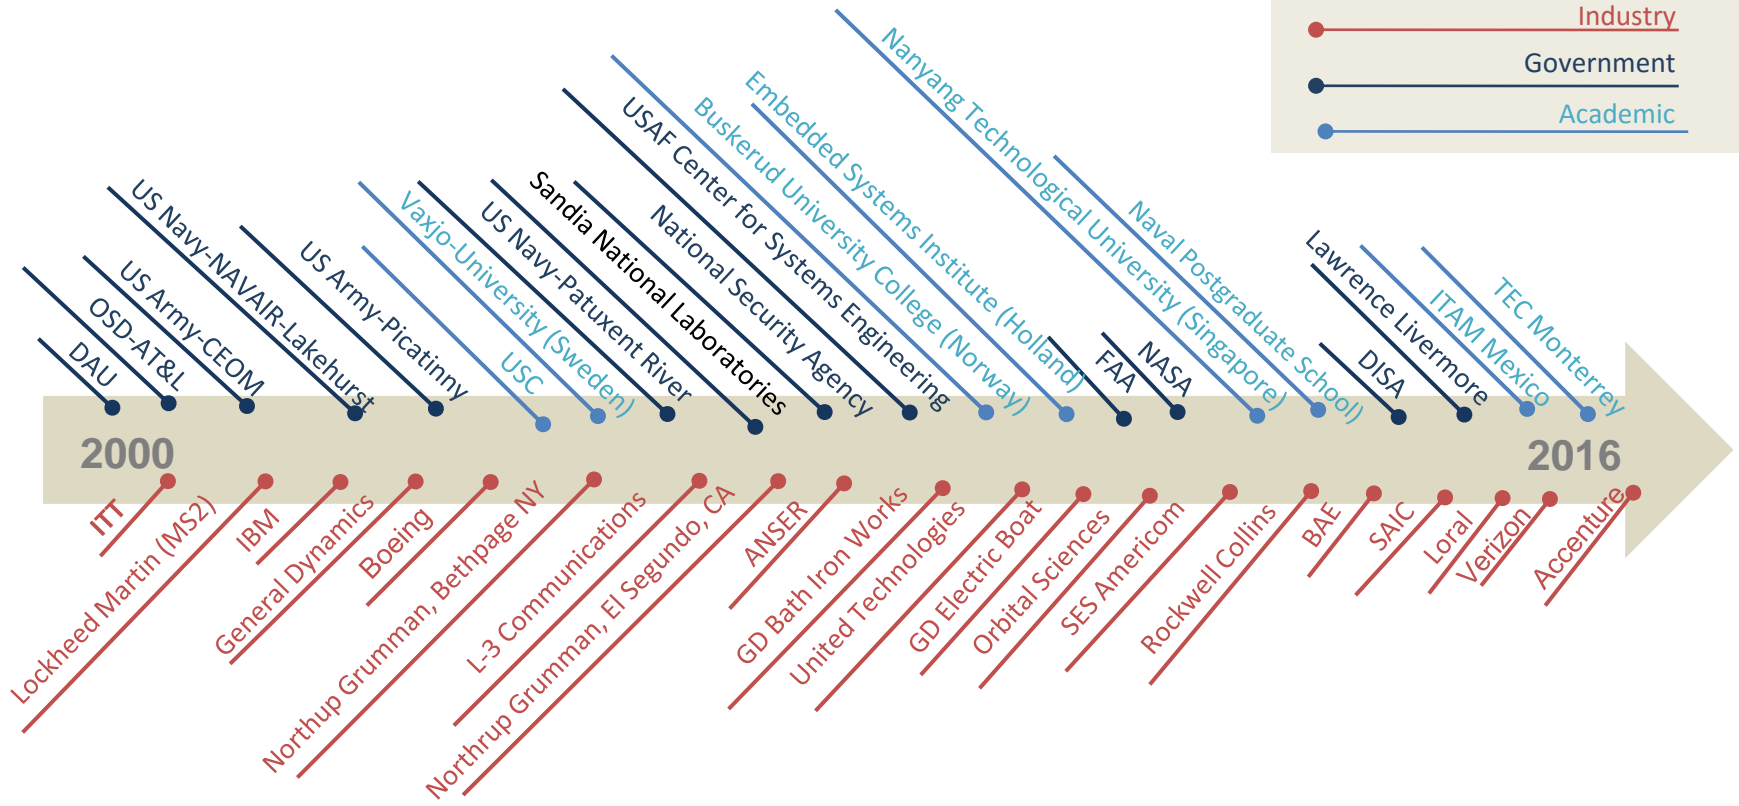 Industry
Government
Academic
DAU
OSD-AT&L
US Army-CEOM
US Navy-NAVAIR-Lakehurst
US Army-Picatinny
USC
Vaxjo-University (Sweden)
US Navy-Patuxent River
Sandia National Laboratories
National Security Agency
USAF Center for Systems Engineering
Buskerud University College (Norway)
Embedded Systems Institute (Holland)
FAA
NASA
Nanyang Technological University (Singapore)
Naval Postgraduate School)
DISA
Lawrence Livermore
ITAM Mexico
TEC Monterrey
2000
2016
ITT
Lockheed Martin (MS2)
IBM
General Dynamics
Boeing
Northup Grumman, Bethpage NY
L-3 Communications
Northrup Grumman, El Segundo, CA
ANSER
GD Bath Iron Works
United Technologies
GD Electric Boat
Orbital Sciences
SES Americom
Rockwell Collins
BAE
SAIC
Loral
Verizon
Accenture